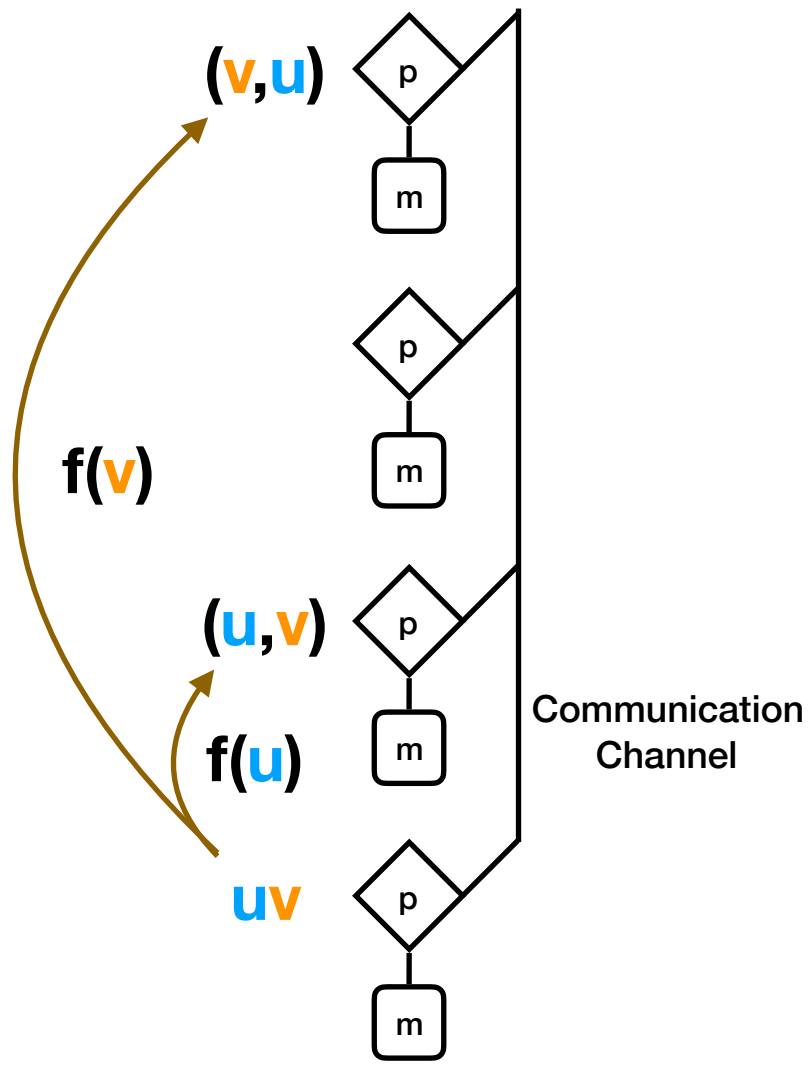 (v,u)
p
m
p
m
f(v)
(u,v)
p
m
f(u)
Communication
Channel
uv
p
m